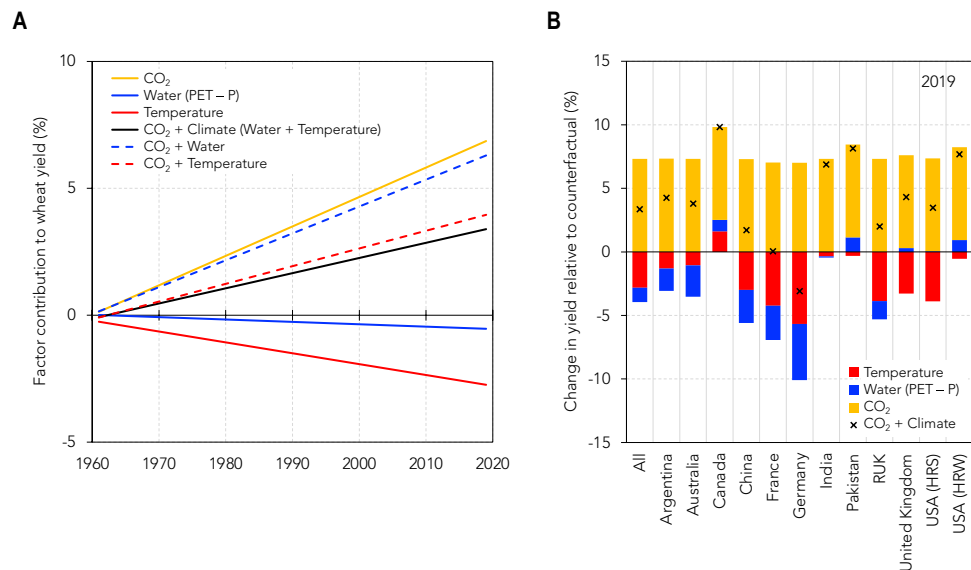 A
Factor contribution to wheat yield (%)
10
5
0
-5
1960 1970 1980 1990 2000 2010 2020
CO₂
Water (PET – P)
Temperature
CO₂ + Climate (Water + Temperature)
CO₂ + Water
CO₂ + Temperature
B
Change in yield relative to counterfactual (%)
15
10
5
0
-5
-10
-15
2019
Temperature
Water (PET – P)
CO₂
× CO₂ + Climate
All
Argentina
Australia
Canada
China
France
Germany
India
Pakistan
RUK
United Kingdom
USA (HRS)
USA (HRW)